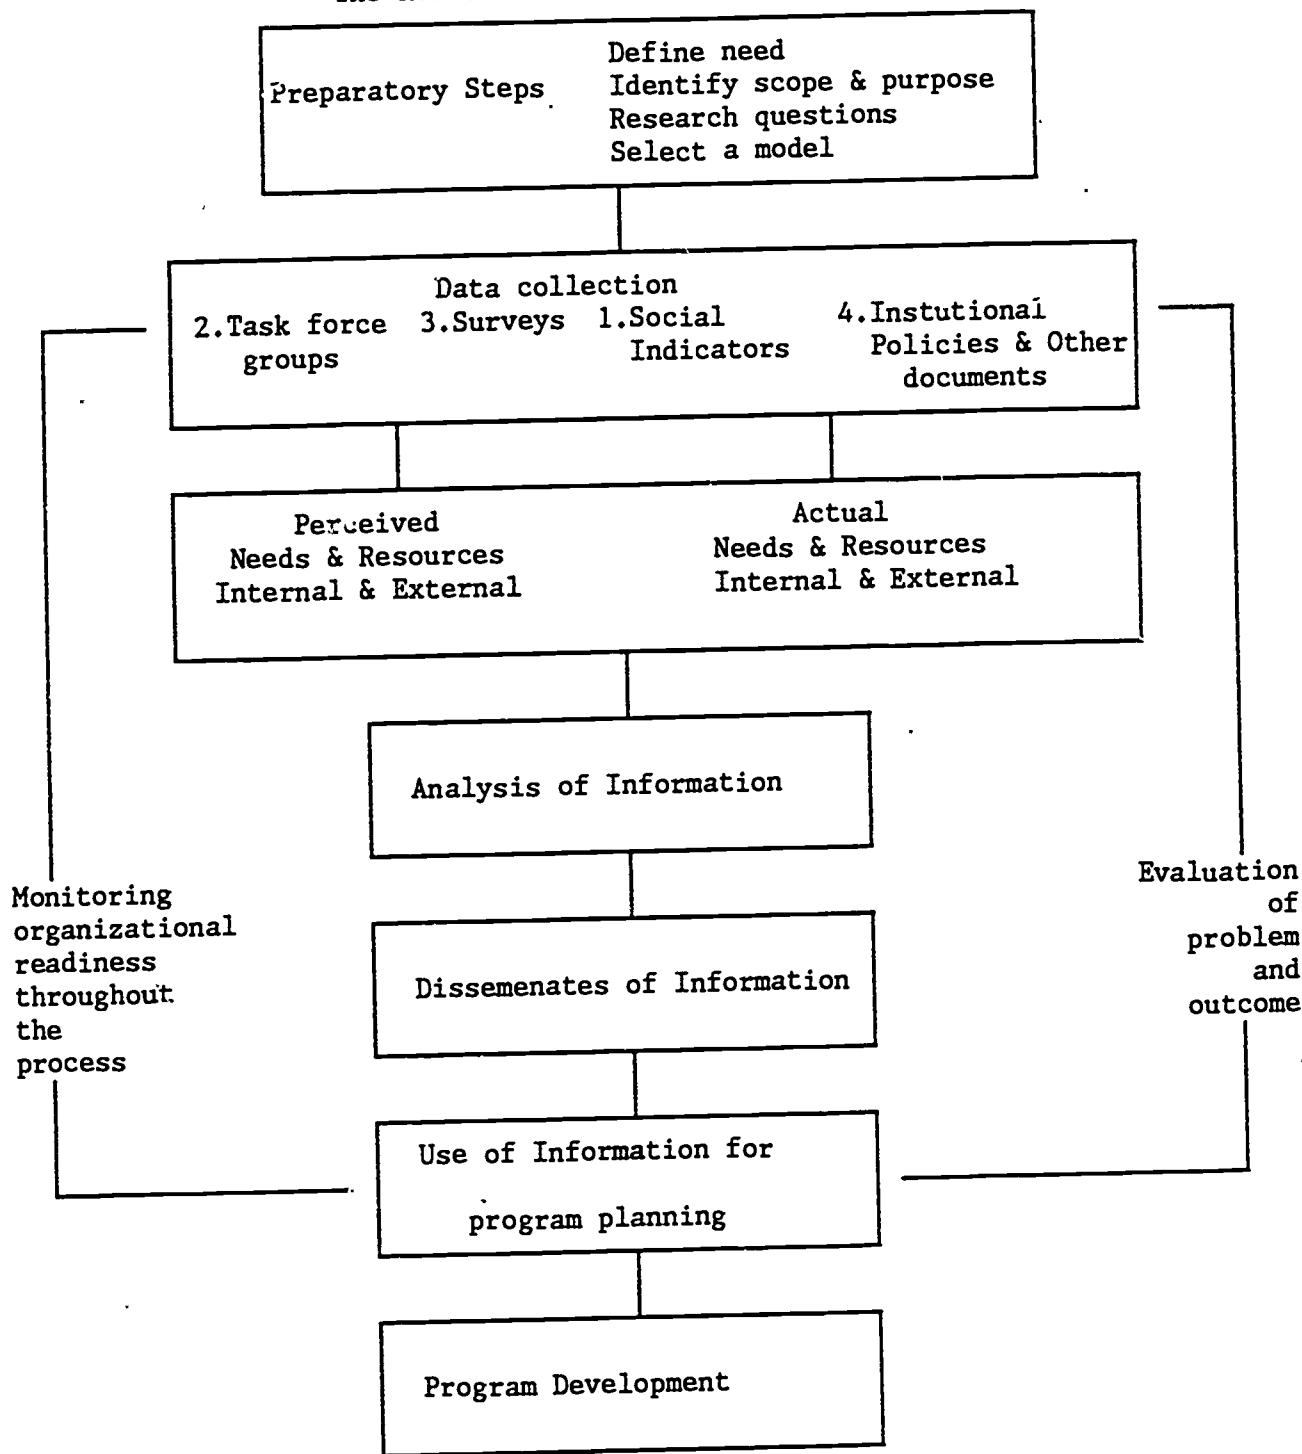 Define need
Preparatory Steps
Identify scope & purpose
Research questions
Select a model
Data collection
2.Task force groups
3.Surveys
1.Social Indicators
4.Instutional Policies & Other documents
Perceived
Needs & Resources
Internal & External
Actual
Needs & Resources
Internal & External
Analysis of Information
Monitoring
organizational
readiness
throughout
the
process
Evaluation
of
problem
and
outcome
Dissemenates of Information
Use of Information for
program planning
Program Development